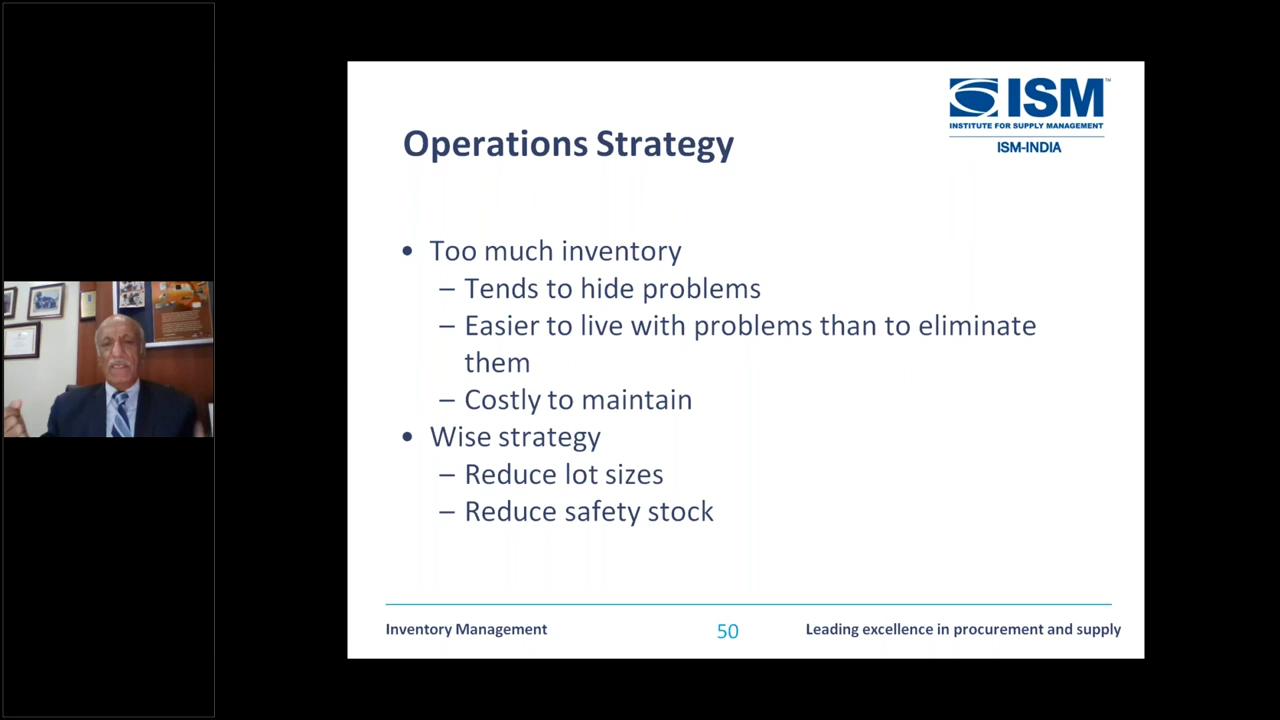 ISM™
INSTITUTE FOR SUPPLY MANAGEMENT
ISM-INDIA
Operations Strategy
• Too much inventory
– Tends to hide problems
– Easier to live with problems than to eliminate
them
– Costly to maintain
• Wise strategy
– Reduce lot sizes
– Reduce safety stock
Inventory Management
50
Leading excellence in procurement and supply